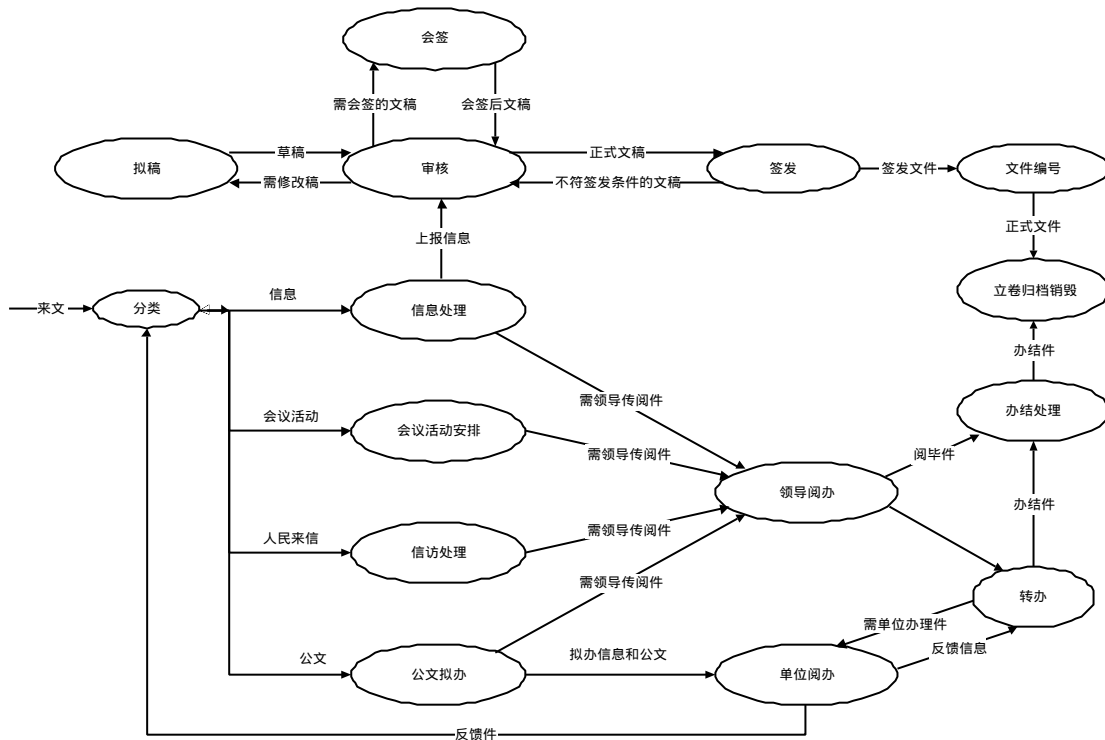 会签
需会签的文稿
会签后文稿
拟稿
草稿
需修改稿
审核
正式文稿
不符签发条件的文稿
签发
签发文件
文件编号
正式文件
上报信息
立卷归档销毁
来文
分类
信息
信息处理
办结件
需领导传阅件
会议活动
会议活动安排
办结处理
需领导传阅件
阅毕件
领导阅办
办结件
需领导传阅件
人民来信
信访处理
需领导传阅件
转办
需单位办理件
反馈信息
公文
公文拟办
拟办信息和公文
单位阅办
反馈件